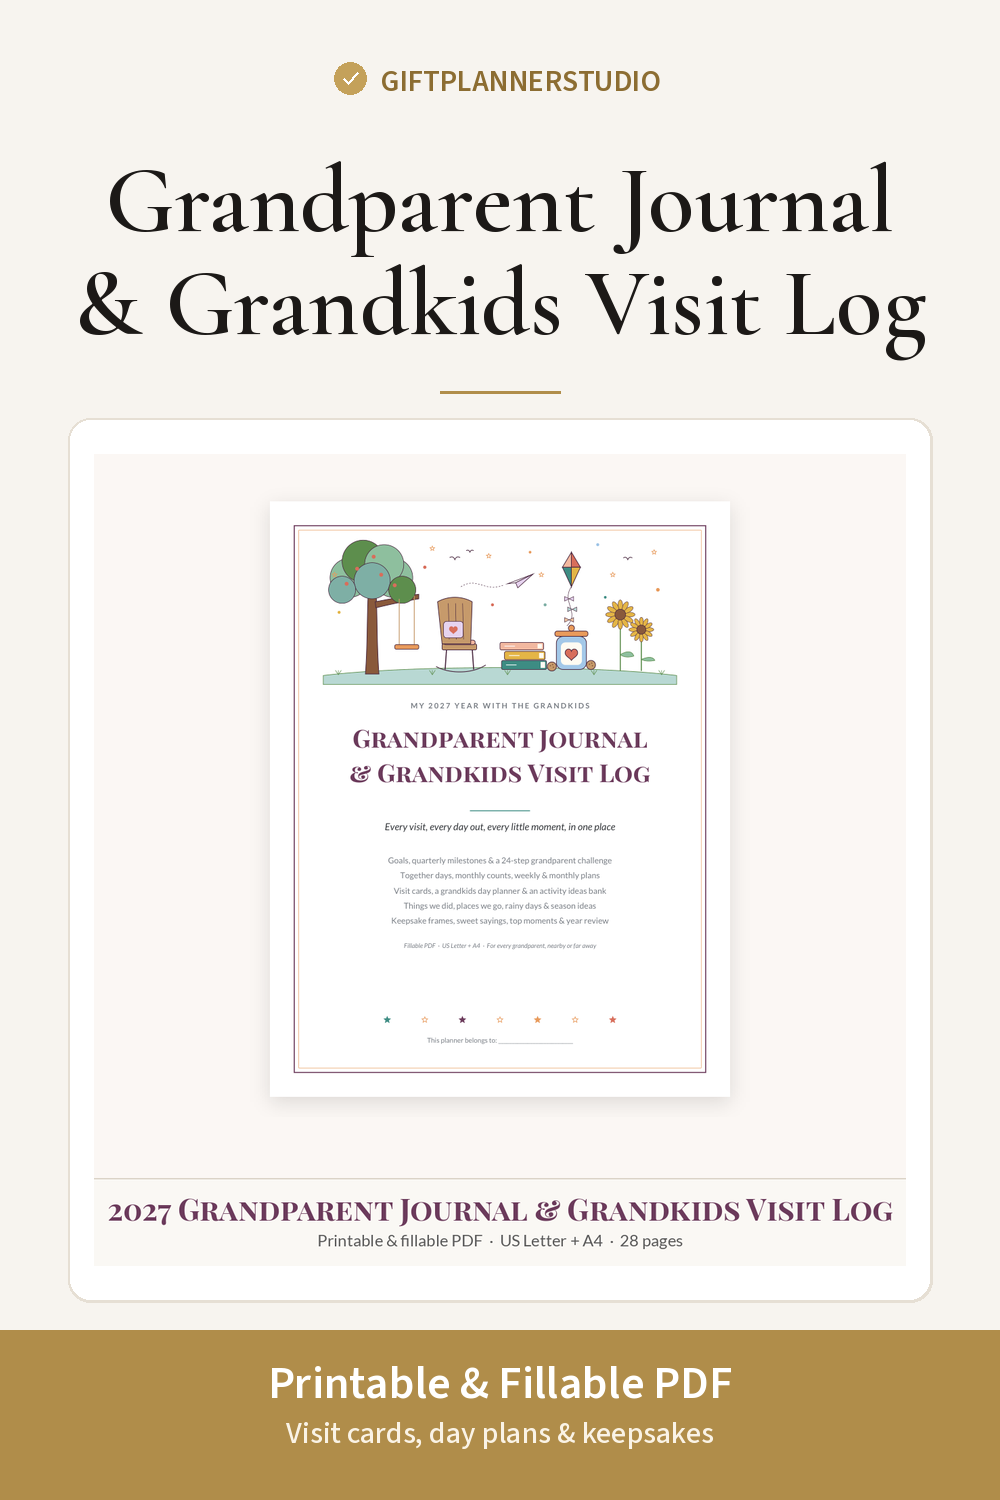 GIFTPLANNERSTUDIO
Grandparent Journal
& Grandkids Visit Log
MY 2027 YEAR WITH THE GRANDKIDS
GRANDPARENT JOURNAL
& GRANDKIDS VISIT LOG
Every visit, every day out, every little moment, in one place
Goals, quarterly milestones & a 24-step grandparent challenge
Together days, monthly counts, weekly & monthly plans
Visit cards, a grandkids day planner & an activity ideas bank
Things we did, places we go, rainy days & season ideas
Keepsake frames, sweet sayings, top moments & year review
Fillable PDF · US Letter + A4 · For every grandparent, nearby or far away
This planner belongs to: ____________________
2027 GRANDPARENT JOURNAL & GRANDKIDS VISIT LOG
Printable & fillable PDF · US Letter + A4 · 28 pages
Printable & Fillable PDF
Visit cards, day plans & keepsakes